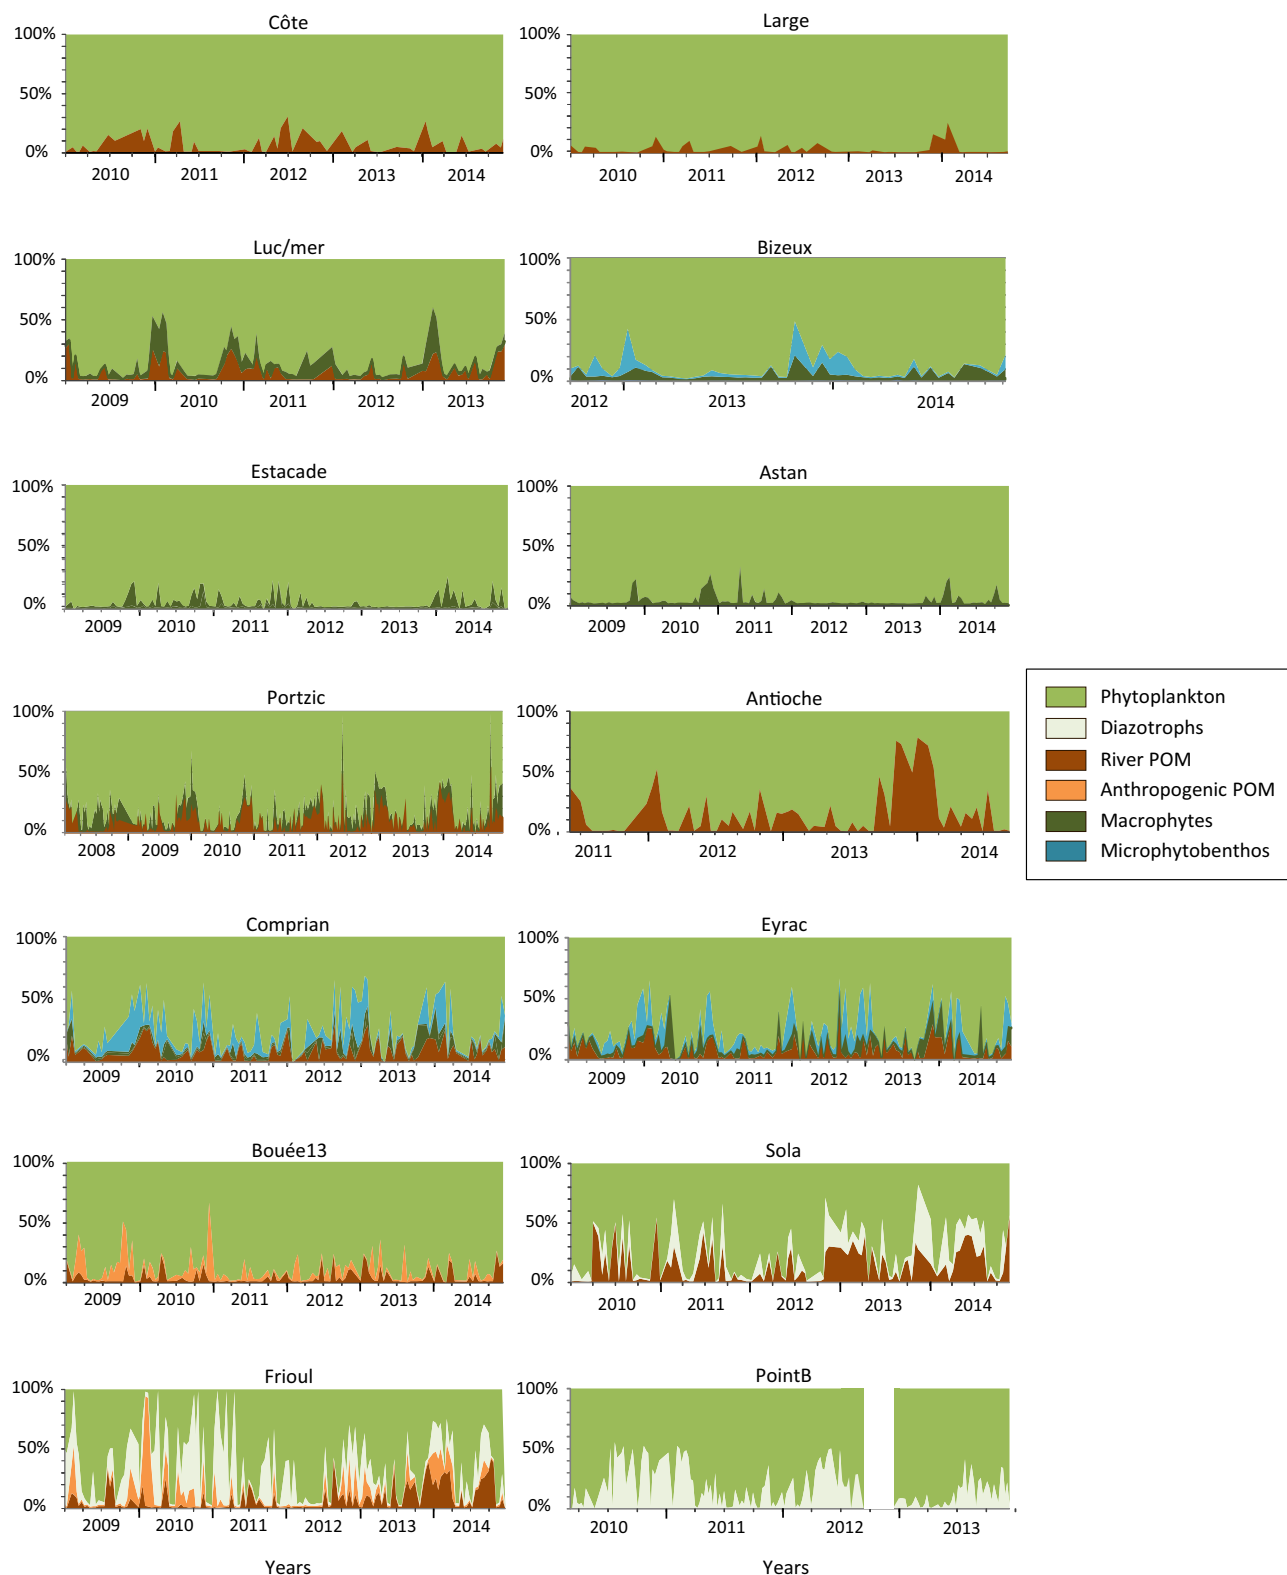 Côte
100%
50%
0%
2010 2011 2012 2013 2014
Large
100%
50%
0%
2010 2011 2012 2013 2014
Luc/mer
100%
50%
0%
2009 2010 2011 2012 2013
Bizeux
100%
50%
0%
2012 2013 2014
Estacade
100%
50%
0%
2009 2010 2011 2012 2013 2014
Astan
100%
50%
0%
2009 2010 2011 2012 2013 2014
Portzic
100%
50%
0%
2008 2009 2010 2011 2012 2013 2014
Antioche
100%
50%
0%
2011 2012 2013 2014
Phytoplankton
Diazotrophs
River POM
Anthropogenic POM
Macrophytes
Microphytobenthos
Comprian
100%
50%
0%
2009 2010 2011 2012 2013 2014
Eyrac
100%
50%
0%
2009 2010 2011 2012 2013 2014
Bouée13
100%
50%
0%
2009 2010 2011 2012 2013 2014
Sola
100%
50%
0%
2010 2011 2012 2013 2014
Frioul
100%
50%
0%
2009 2010 2011 2012 2013 2014
Years
PointB
100%
50%
0%
2010 2011 2012 2013
Years